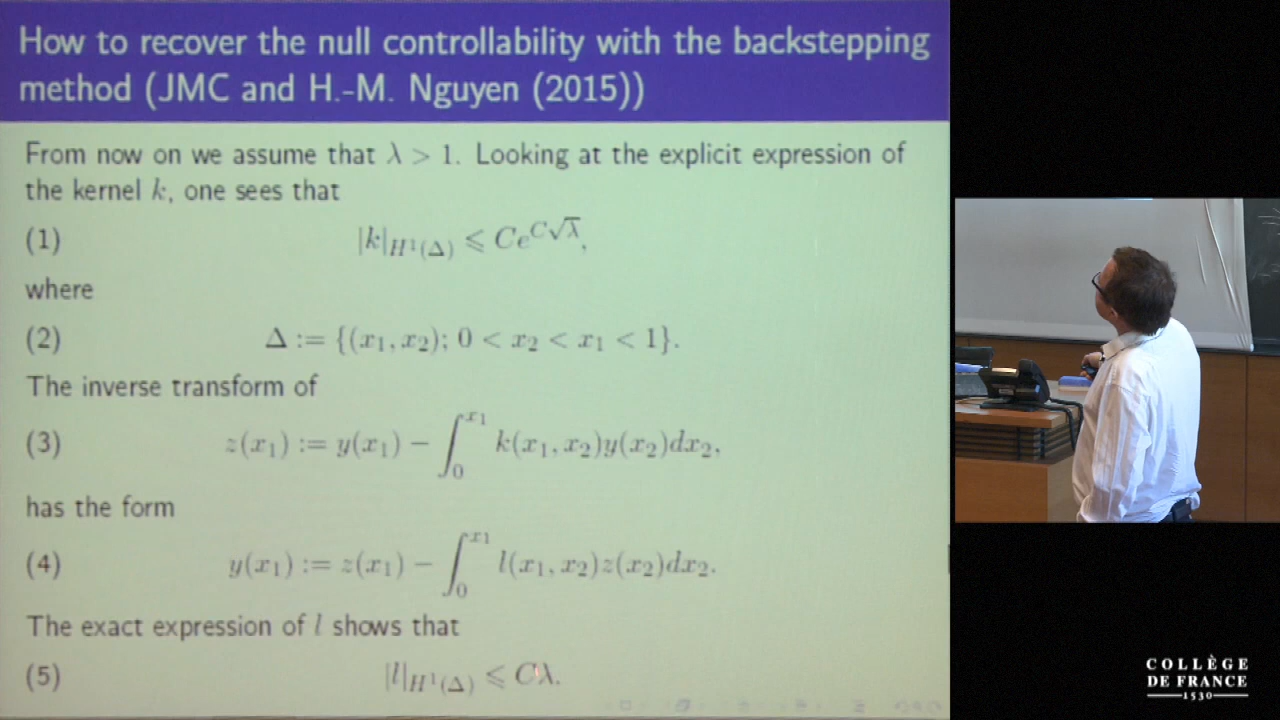 How to recover the null controllability with the backstepping
method (JMC and H.-M. Nguyen (2015))
From now on we assume that λ > 1. Looking at the explicit expression of
the kernel k, one sees that
(1) |k|_{H^1(Δ)} ⩽ Ce^{C√λ},
where
(2) Δ := {(x_1, x_2); 0 < x_2 < x_1 < 1}.
The inverse transform of
(3) z(x_1) := y(x_1) − ∫_0^{x_1} k(x_1, x_2)y(x_2)dx_2,
has the form
(4) y(x_1) := z(x_1) − ∫_0^{x_1} l(x_1, x_2)z(x_2)dx_2.
The exact expression of l shows that
(5) |l|_{H^1(Δ)} ⩽ Cλ.
COLLÈGE
DE FRANCE
1530